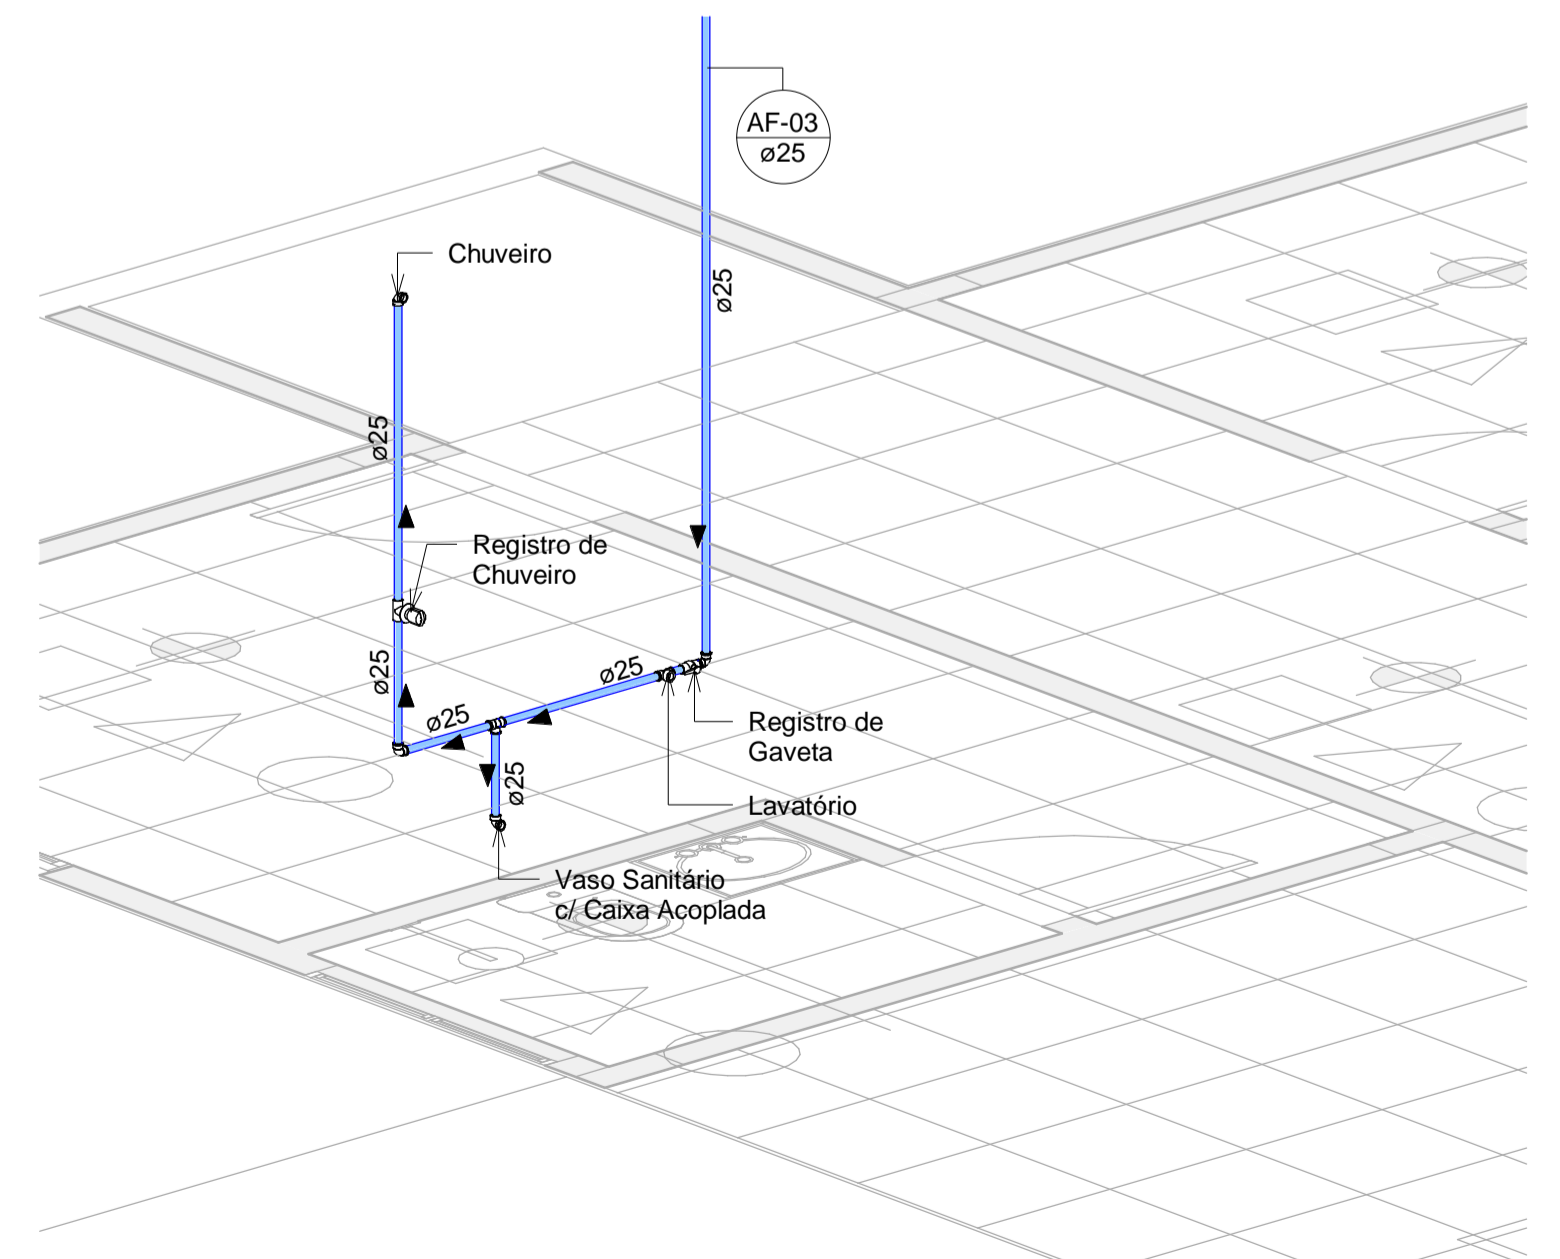 AF-03
ø25
Chuveiro
ø25
ø25
Registro de
Chuveiro
ø25
ø25
ø25
Registro de
Gaveta
ø25
Lavatório
Vaso Sanitário
c/ Caixa Acoplada